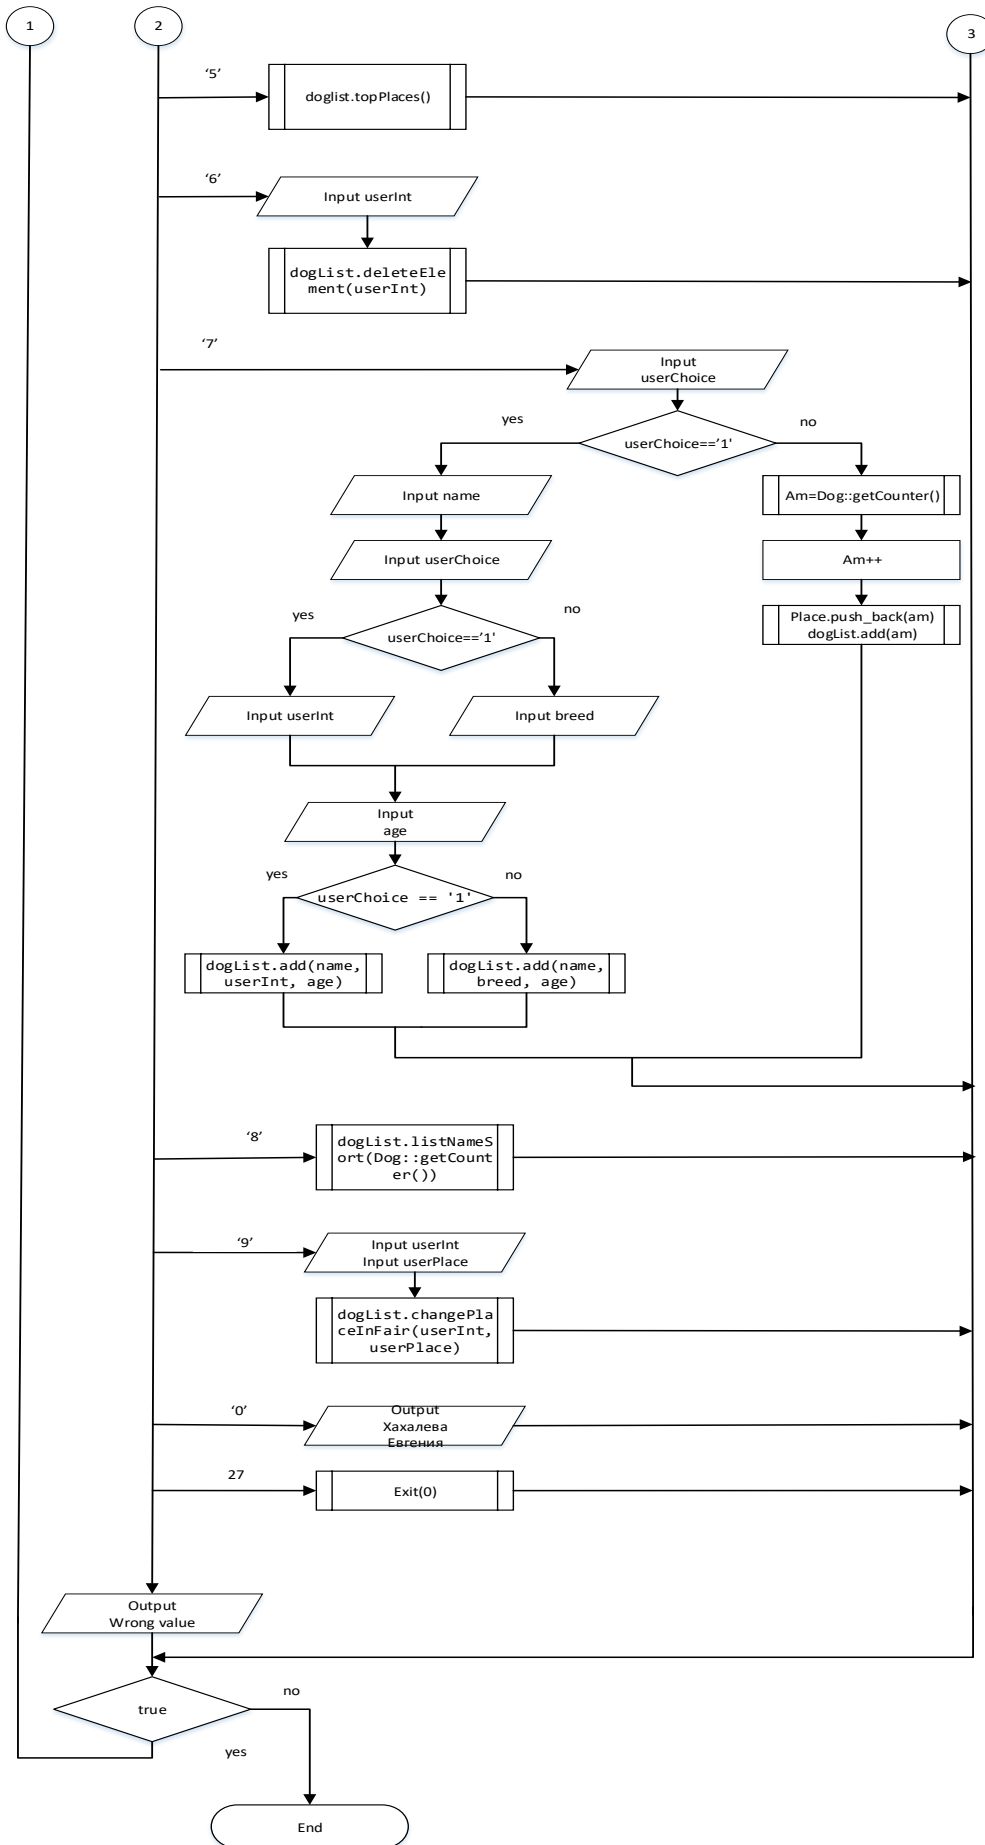 1
2
3
‘5’
doglist.topPlaces()
‘6’
Input userInt
dogList.deleteEle
ment(userInt)
‘7’
Input
userChoice
yes
no
userChoice==’1'
Input name
Am=Dog::getCounter()
Input userChoice
Am++
yes
no
userChoice==’1'
Place.push_back(am)
dogList.add(am)
Input userInt
Input breed
Input
age
yes
no
userChoice == '1'
dogList.add(name,
userInt, age)
dogList.add(name,
breed, age)
‘8’
dogList.listNameS
ort(Dog::getCount
er())
‘9’
Input userInt
Input userPlace
dogList.changePla
ceInFair(userInt,
userPlace)
‘0’
Output
Хахалева
Евгения
27
Exit(0)
Output
Wrong value
true
no
yes
End